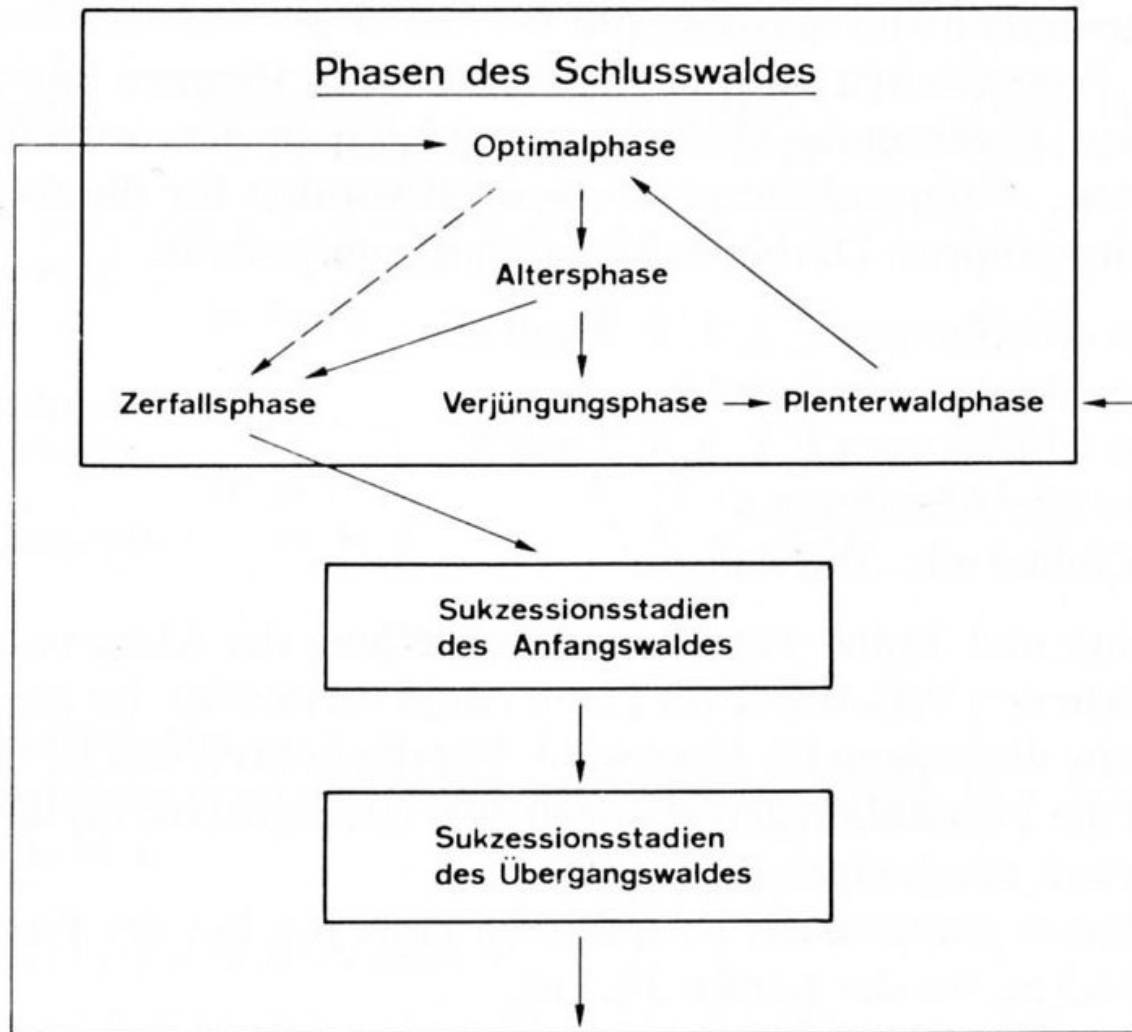 Phasen des Schlusswaldes
Optimalphase
Altersphase
Zerfallsphase Verjüngungsphase Plenterwaldphase
Sukzessionsstadien
des Anfangswaldes
Sukzessionsstadien
des Übergangswaldes